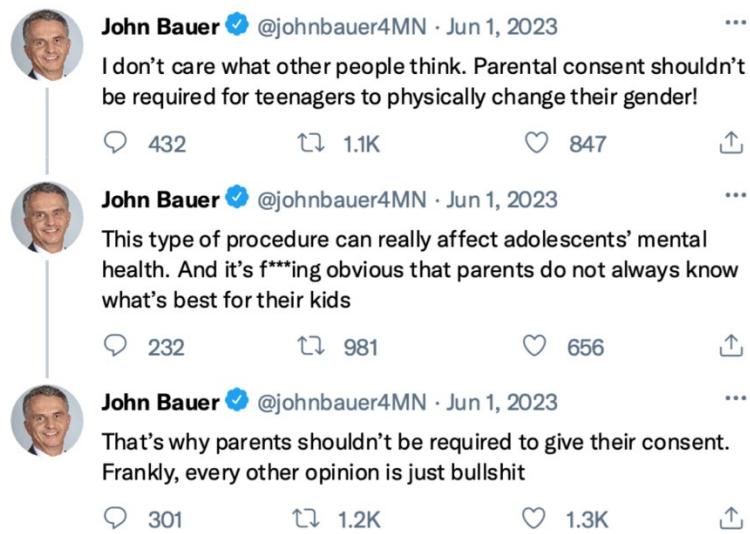 John Bauer @johnbauer4MN · Jun 1, 2023 ...
I don’t care what other people think. Parental consent shouldn’t
be required for teenagers to physically change their gender!
432 1.1K 847
John Bauer @johnbauer4MN · Jun 1, 2023 ...
This type of procedure can really affect adolescents’ mental
health. And it’s f***ing obvious that parents do not always know
what’s best for their kids
232 981 656
John Bauer @johnbauer4MN · Jun 1, 2023 ...
That’s why parents shouldn’t be required to give their consent.
Frankly, every other opinion is just bullshit
301 1.2K 1.3K